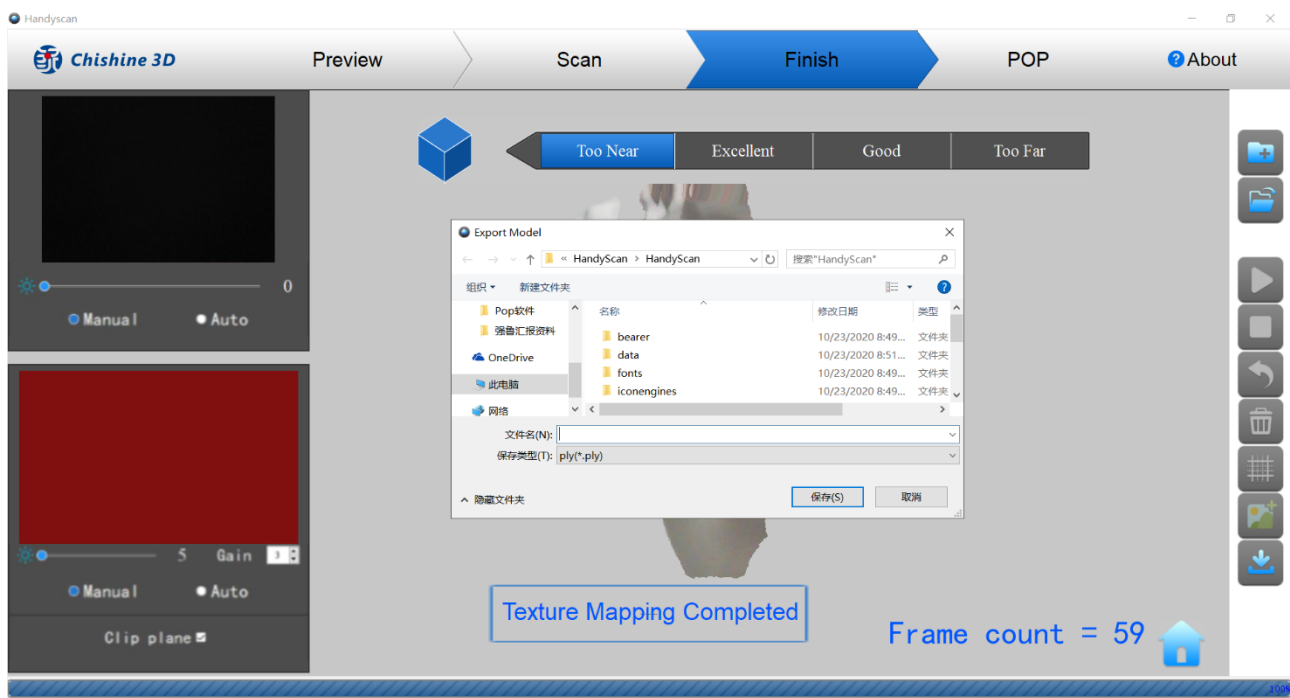 Handyscan
Chishine 3D
Preview
Scan
Finish
POP
About
Too Near
Excellent
Good
Too Far
0
Manual
Auto
5
Gain
3
Manual
Auto
Clip plane
Export Model
« HandyScan › HandyScan
搜索"HandyScan"
组织
新建文件夹
Pop软件
强鲁汇报资料
OneDrive
此电脑
网络
名称
修改日期
类型
bearer
10/23/2020 8:49...
文件夹
data
10/23/2020 8:51...
文件夹
fonts
10/23/2020 8:49...
文件夹
iconengines
10/23/2020 8:49...
文件夹
文件名(N):
保存类型(T):
ply(*.ply)
隐藏文件夹
保存(S)
取消
Texture Mapping Completed
Frame count = 59
100%